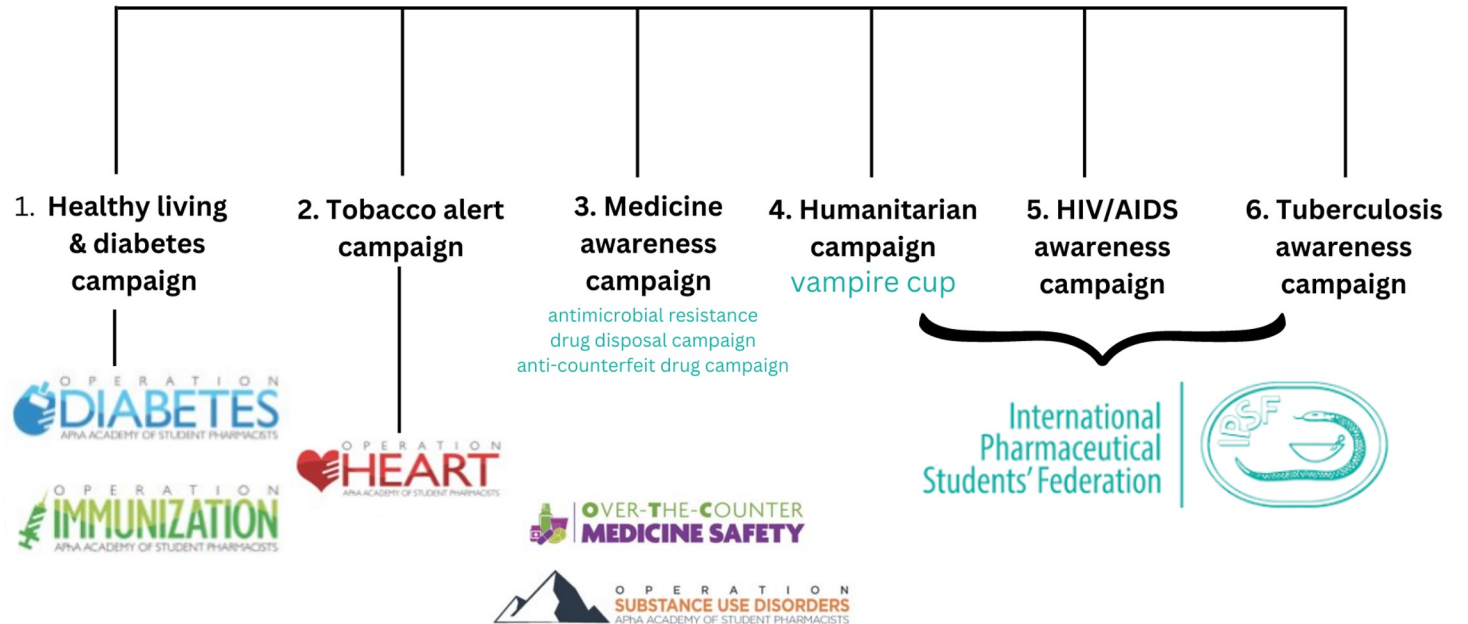 1. Healthy living
& diabetes
campaign
2. Tobacco alert
campaign
3. Medicine
awareness
campaign
antimicrobial resistance
drug disposal campaign
anti-counterfeit drug campaign
4. Humanitarian
campaign
vampire cup
5. HIV/AIDS
awareness
campaign
6. Tuberculosis
awareness
campaign
OPERATION
DIABETES
APhA ACADEMY OF STUDENT PHARMACISTS
OPERATION
IMMUNIZATION
APhA ACADEMY OF STUDENT PHARMACISTS
OPERATION
HEART
APhA ACADEMY OF STUDENT PHARMACISTS
OVER-THE-COUNTER
MEDICINE SAFETY
OPERATION
SUBSTANCE USE DISORDERS
APhA ACADEMY OF STUDENT PHARMACISTS
International
Pharmaceutical
Students' Federation
IPSF